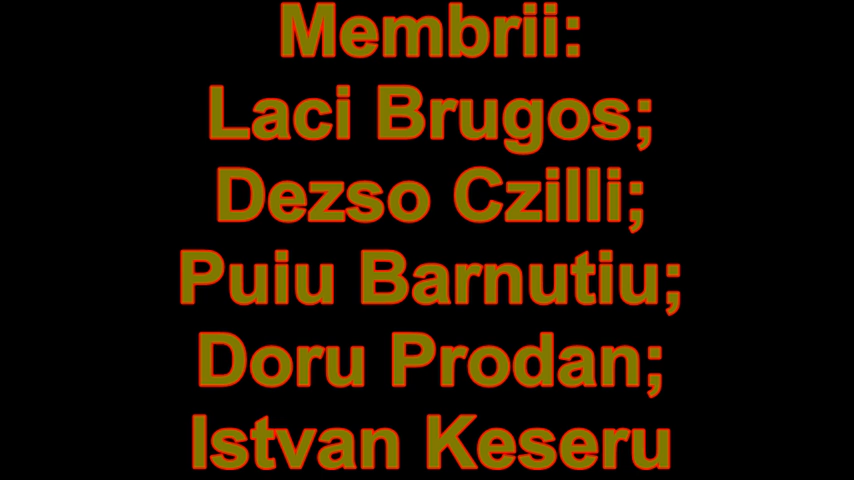 Membrii:
Laci Brugos;
Dezso Czilli;
Puiu Barnutiu;
Doru Prodan;
Istvan Keseru